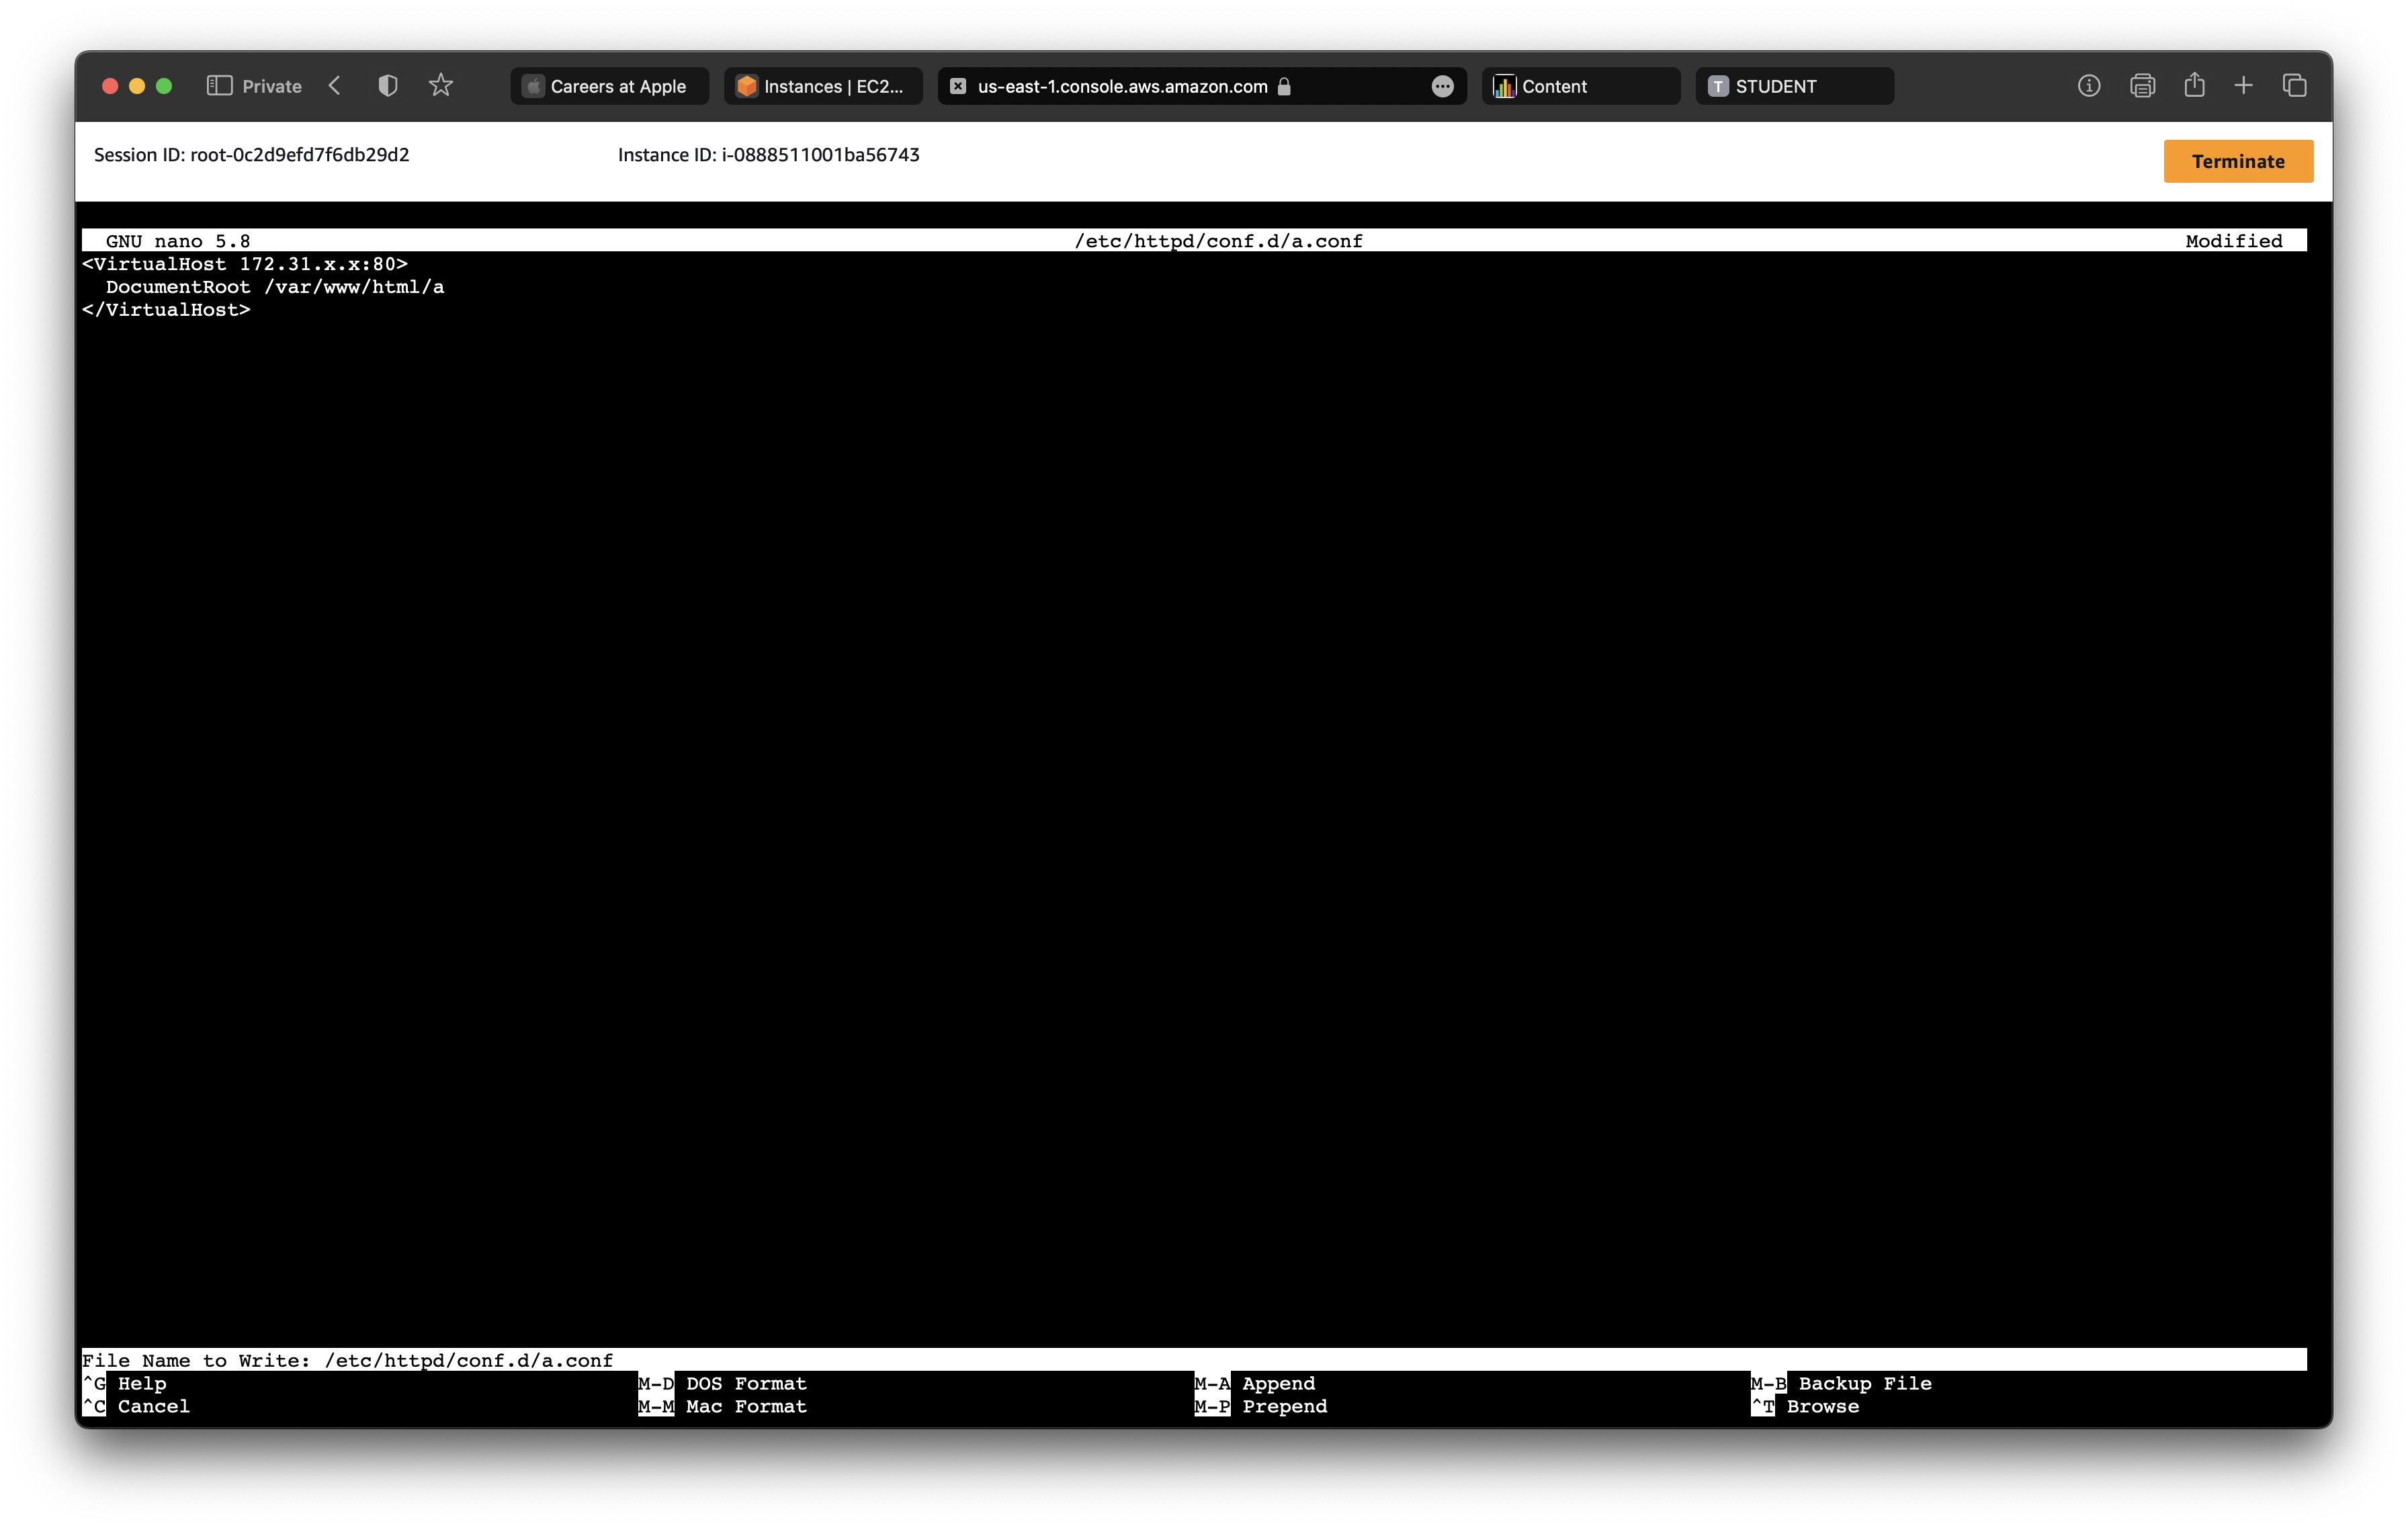 Private
Careers at Apple
Instances | EC2...
us-east-1.console.aws.amazon.com
Content
T STUDENT
Session ID: root-0c2d9efd7f6db29d2
Instance ID: i-0888511001ba56743
Terminate
GNU nano 5.8 /etc/httpd/conf.d/a.conf Modified
<VirtualHost 172.31.x.x:80>
  DocumentRoot /var/www/html/a
</VirtualHost>
File Name to Write: /etc/httpd/conf.d/a.conf
^G Help M-D DOS Format M-A Append M-B Backup File
^C Cancel M-M Mac Format M-P Prepend ^T Browse